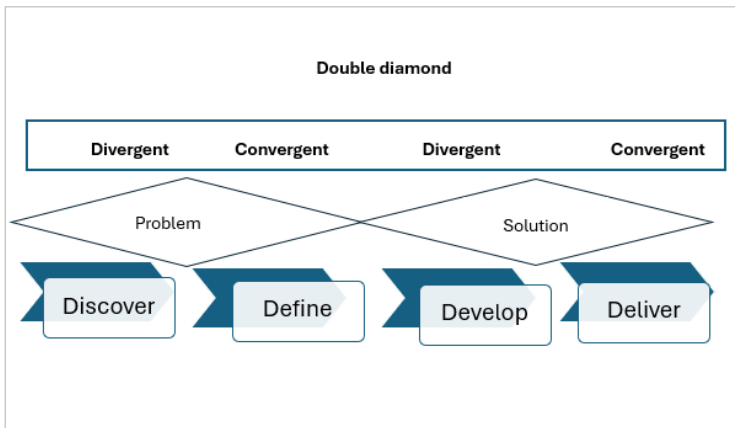 Double diamond
Divergent Convergent Divergent Convergent
Problem Solution
Discover Define Develop Deliver